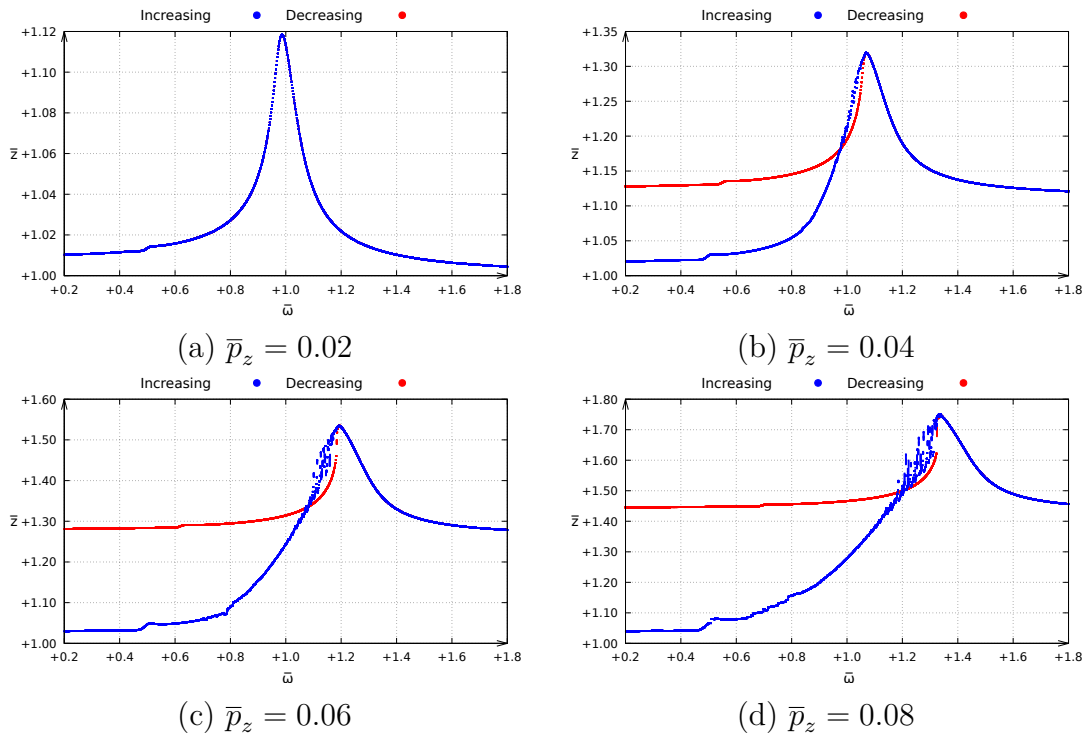 Increasing Decreasing
+1.12
+1.10
+1.08
+1.06
+1.04
+1.02
+1.00
z̄
+0.2 +0.4 +0.6 +0.8 +1.0 +1.2 +1.4 +1.6 +1.8
ω̄
(a) p̄_z = 0.02
Increasing Decreasing
+1.35
+1.30
+1.25
+1.20
+1.15
+1.10
+1.05
+1.00
z̄
+0.2 +0.4 +0.6 +0.8 +1.0 +1.2 +1.4 +1.6 +1.8
ω̄
(b) p̄_z = 0.04
Increasing Decreasing
+1.60
+1.50
+1.40
+1.30
+1.20
+1.10
+1.00
z̄
+0.2 +0.4 +0.6 +0.8 +1.0 +1.2 +1.4 +1.6 +1.8
ω̄
(c) p̄_z = 0.06
Increasing Decreasing
+1.80
+1.70
+1.60
+1.50
+1.40
+1.30
+1.20
+1.10
+1.00
z̄
+0.2 +0.4 +0.6 +0.8 +1.0 +1.2 +1.4 +1.6 +1.8
ω̄
(d) p̄_z = 0.08